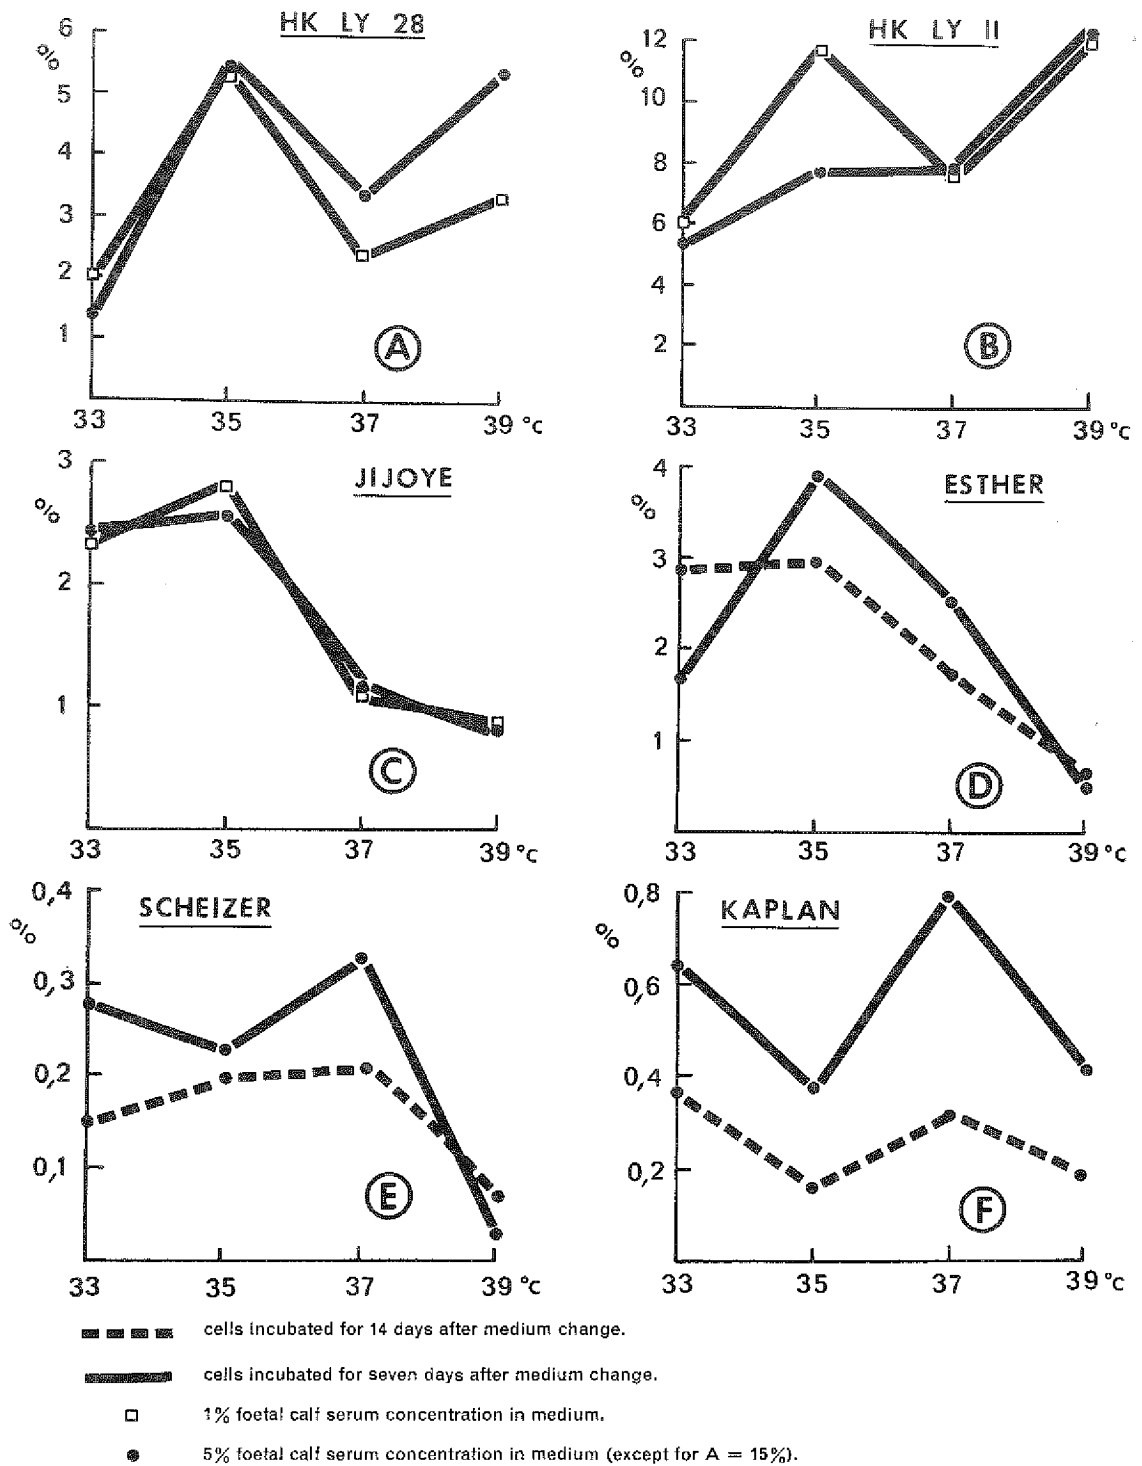 HK LY 28
%
6
5
4
3
2
1
A
33 35 37 39 °c
HK LY II
%
12
10
8
6
4
2
B
33 35 37 39 °c
JIJOYE
%
3
2
1
C
33 35 37 39 °c
ESTHER
%
4
3
2
1
D
33 35 37 39 °c
SCHEIZER
%
0,4
0,3
0,2
0,1
E
33 35 37 39 °c
KAPLAN
%
0,8
0,6
0,4
0,2
F
33 35 37 39 °c
cells incubated for 14 days after medium change.
cells incubated for seven days after medium change.
1% foetal calf serum concentration in medium.
5% foetal calf serum concentration in medium (except for A = 15%).